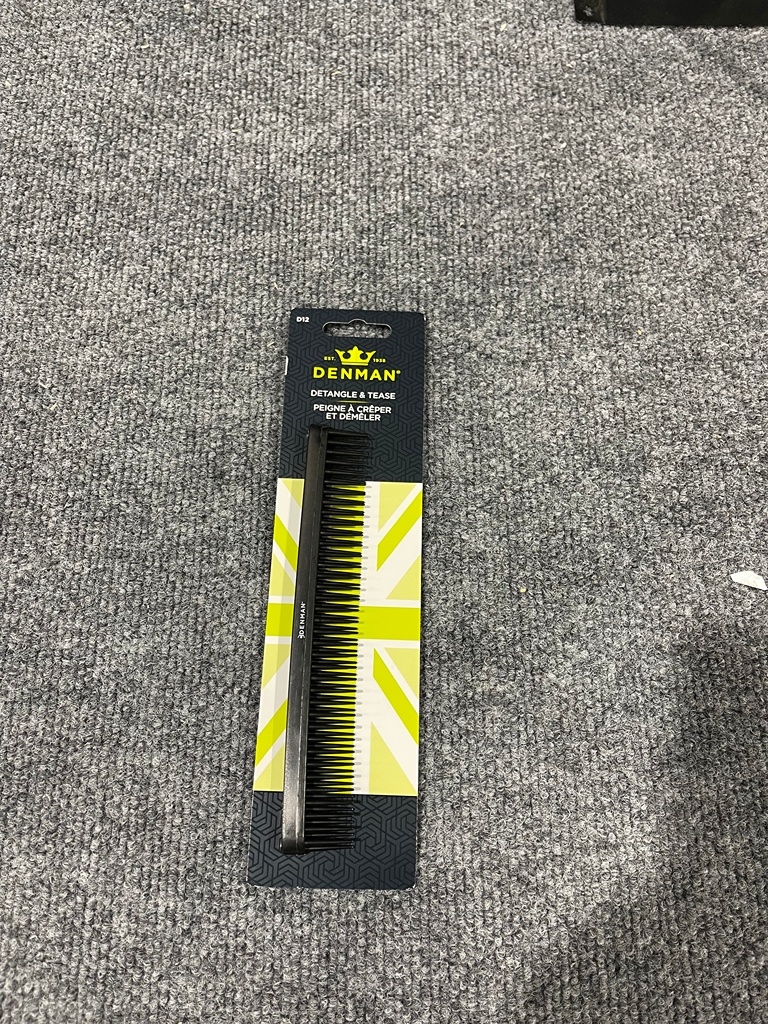 D12
EST. 1938
DENMAN®
DETANGLE & TEASE
PEIGNE À CRÊPER
ET DÉMÊLER
DENMAN®